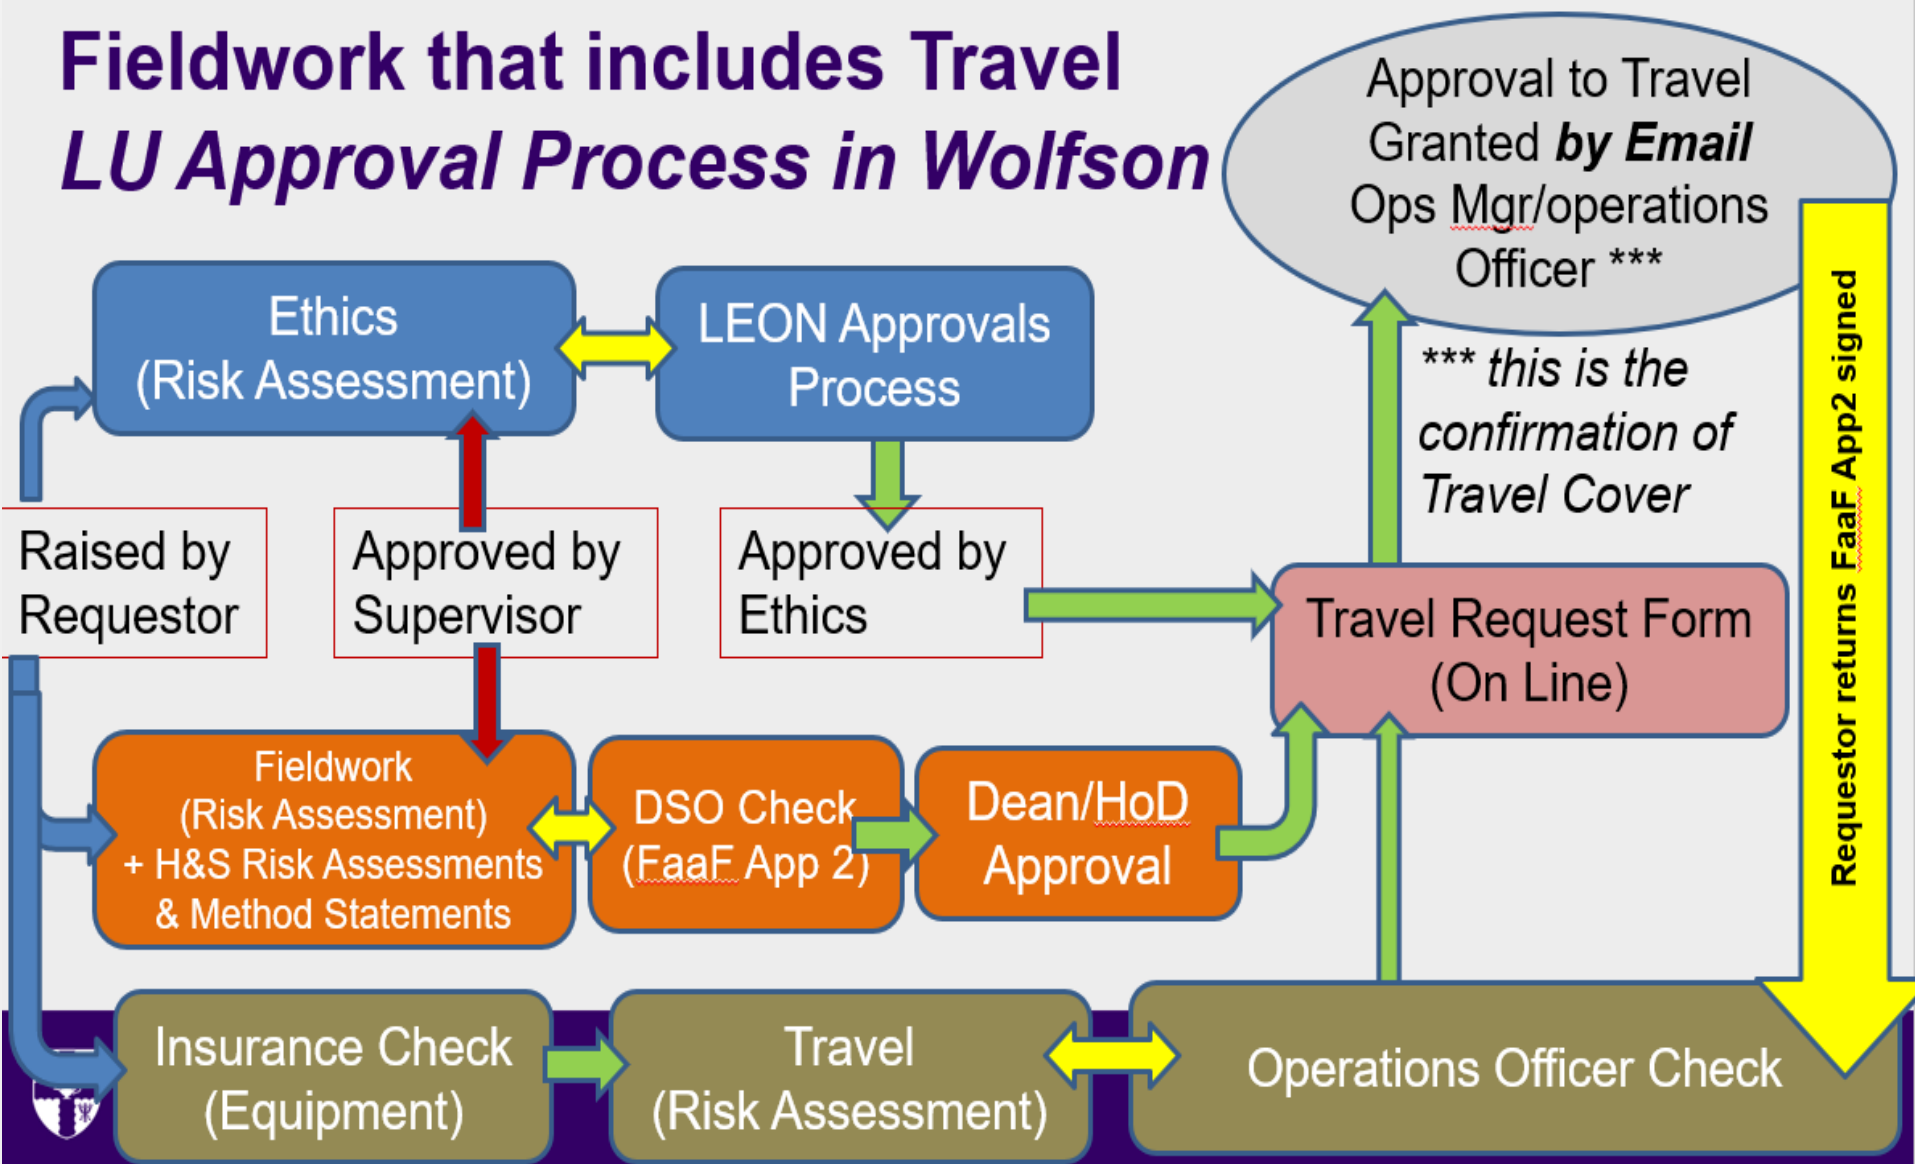 Fieldwork that includes Travel
LU Approval Process in Wolfson
Approval to Travel
Granted by Email
Ops Mgr/operations
Officer ***
*** this is the
confirmation of
Travel Cover
Requestor returns FaaF App2 signed
Ethics
(Risk Assessment)
LEON Approvals
Process
Raised by
Requestor
Approved by
Supervisor
Approved by
Ethics
Travel Request Form
(On Line)
Fieldwork
(Risk Assessment)
+ H&S Risk Assessments
& Method Statements
DSO Check
(FaaF App 2)
Dean/HoD
Approval
Insurance Check
(Equipment)
Travel
(Risk Assessment)
Operations Officer Check